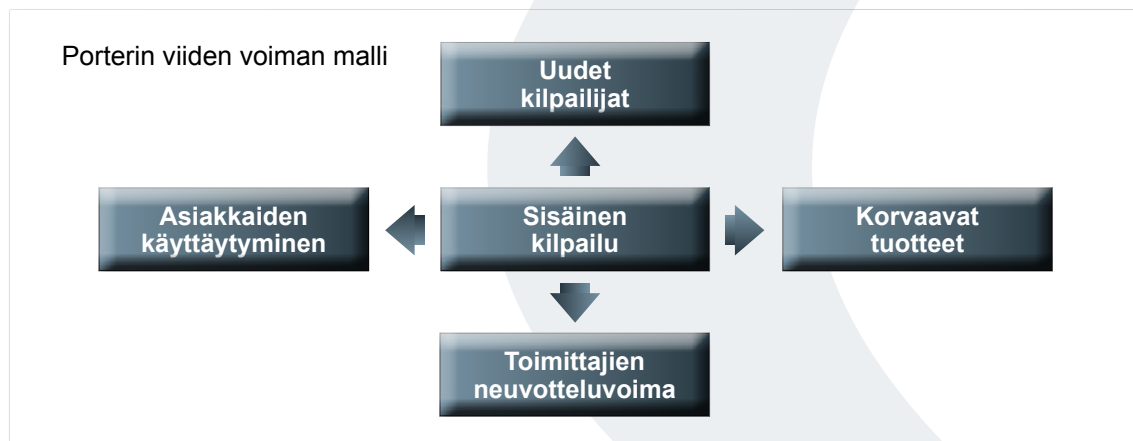 Porterin viiden voiman malli
Uudet
kilpailijat
Asiakkaiden
käyttäytyminen
Sisäinen
kilpailu
Korvaavat
tuotteet
Toimittajien
neuvotteluvoima